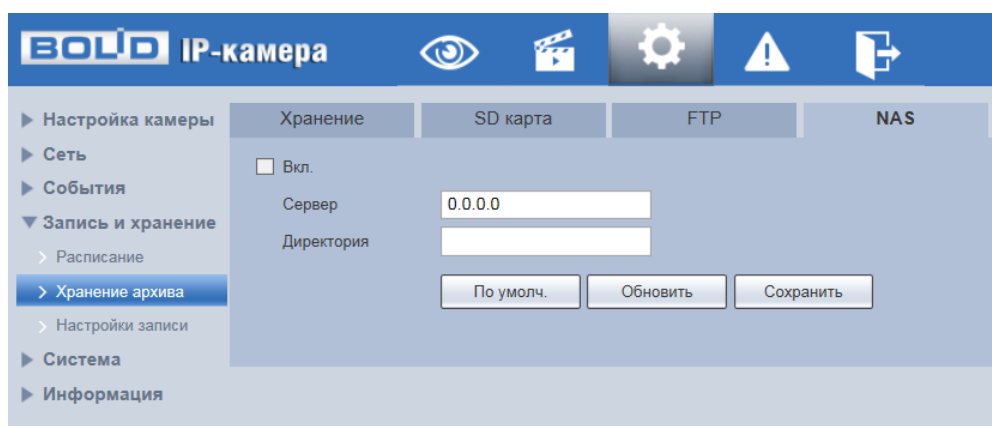 BOLID IP-камера
Настройка камеры
Сеть
События
Запись и хранение
Расписание
Хранение архива
Настройки записи
Система
Информация
Хранение SD карта FTP NAS
Вкл.
Сервер 0.0.0.0
Директория
По умолч. Обновить Сохранить